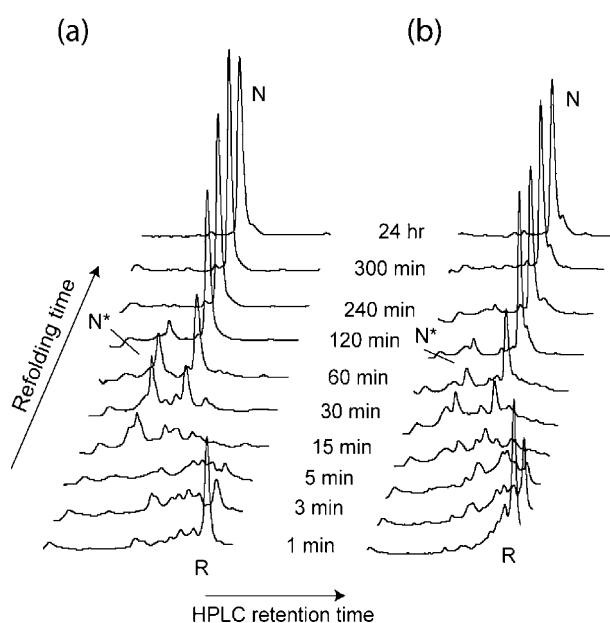 (a)
(b)
N
N
24 hr
300 min
240 min
120 min
60 min
30 min
15 min
5 min
3 min
1 min
N*
N*
Refolding time
R
R
HPLC retention time